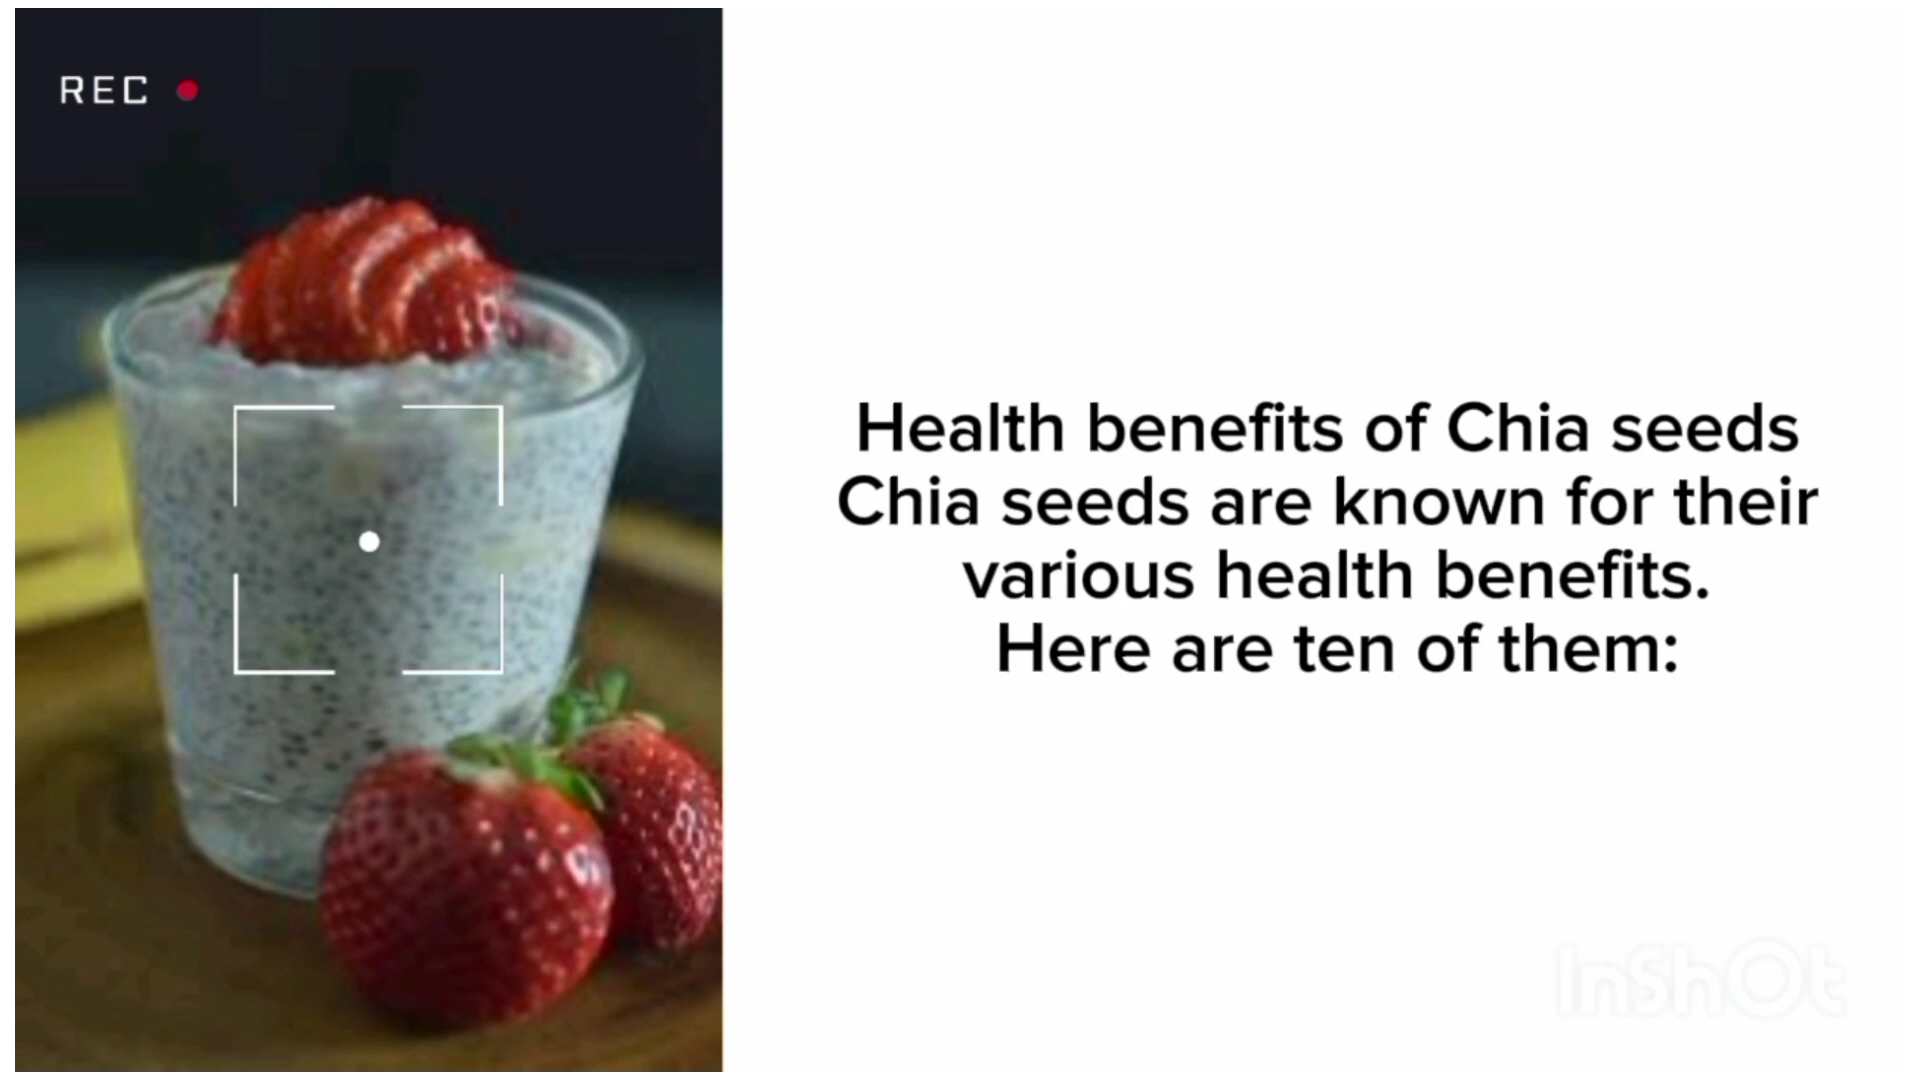 REC
Health benefits of Chia seeds
Chia seeds are known for their
various health benefits.
Here are ten of them:
InShOt